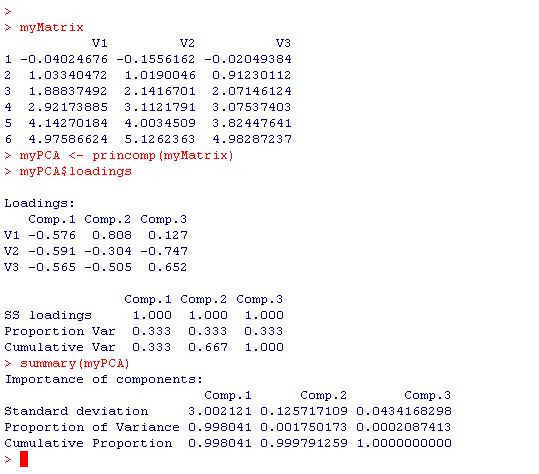 >
> myMatrix
           V1         V2          V3
1 -0.04024676 -0.1556162 -0.02049384
2  1.03340472  1.0190046  0.91230112
3  1.88837492  2.1416701  2.07146124
4  2.92173885  3.1121791  3.07537403
5  4.14270184  4.0034509  3.82447641
6  4.97586624  5.1262363  4.98287237
> myPCA <- princomp(myMatrix)
> myPCA$loadings
Loadings:
   Comp.1 Comp.2 Comp.3
V1 -0.576  0.808  0.127
V2 -0.591 -0.304 -0.747
V3 -0.565 -0.505  0.652
               Comp.1 Comp.2 Comp.3
SS loadings     1.000  1.000  1.000
Proportion Var  0.333  0.333  0.333
Cumulative Var  0.333  0.667  1.000
> summary(myPCA)
Importance of components:
                         Comp.1      Comp.2       Comp.3
Standard deviation     3.002121 0.125717109 0.0434168298
Proportion of Variance 0.998041 0.001750173 0.0002087413
Cumulative Proportion  0.998041 0.999791259 1.0000000000
>